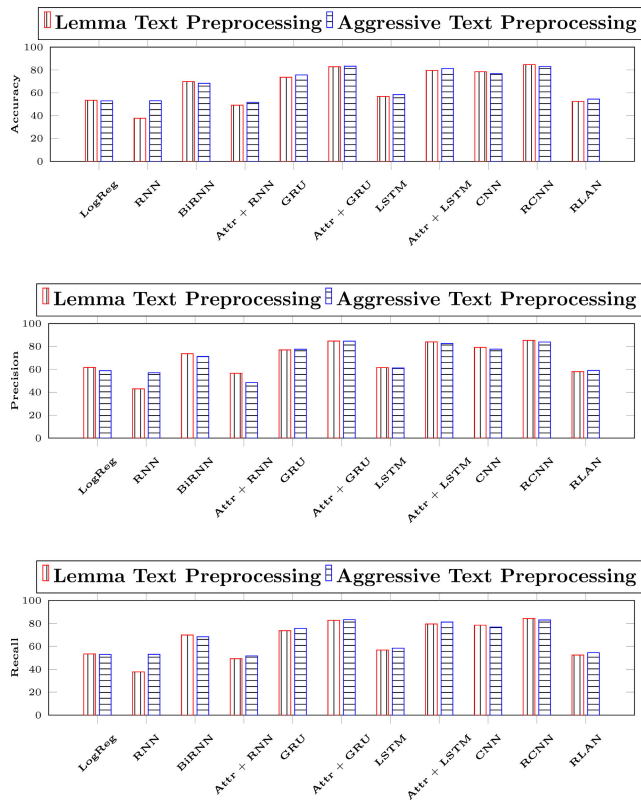 Lemma Text Preprocessing Aggressive Text Preprocessing
100
80
60
40
20
0
Accuracy
LogReg RNN BiRNN Attr + RNN GRU Attr + GRU LSTM Attr + LSTM CNN RCNN RLAN
Lemma Text Preprocessing Aggressive Text Preprocessing
100
80
60
40
20
0
Precision
LogReg RNN BiRNN Attr + RNN GRU Attr + GRU LSTM Attr + LSTM CNN RCNN RLAN
Lemma Text Preprocessing Aggressive Text Preprocessing
100
80
60
40
20
0
Recall
LogReg RNN BiRNN Attr + RNN GRU Attr + GRU LSTM Attr + LSTM CNN RCNN RLAN